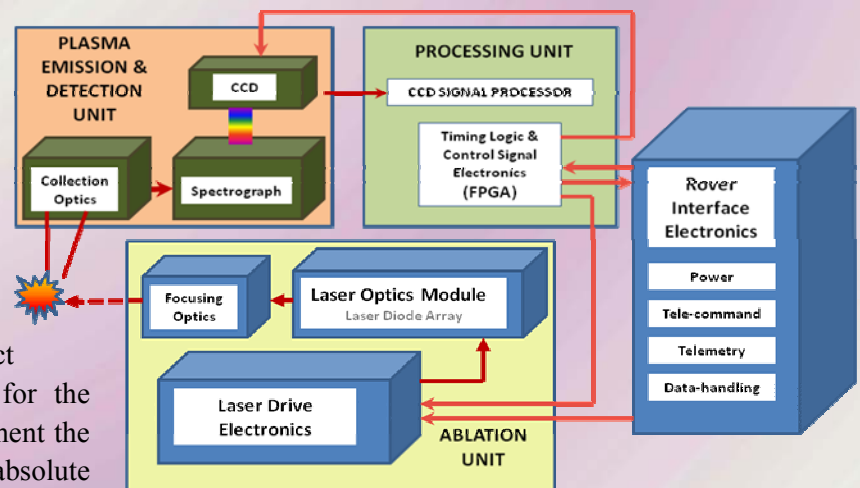 PLASMA
EMISSION &
DETECTION
UNIT
CCD
Collection
Optics
Spectrograph
PROCESSING UNIT
CCD SIGNAL PROCESSOR
Timing Logic &
Control Signal
Electronics
(FPGA)
Rover
Interface
Electronics
Power
Tele-command
Telemetry
Data-handling
Focusing
Optics
Laser Optics Module
Laser Diode Array
Laser Drive
Electronics
ABLATION
UNIT
for the
the
absolute